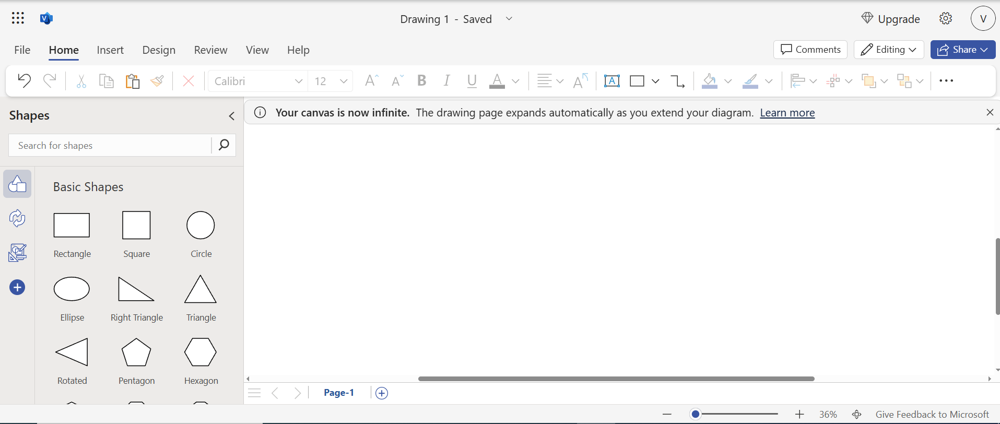 V
Drawing 1 - Saved
Upgrade
V
File Home Insert Design Review View Help
Comments Editing Share
Calibri 12 A A B I U A A A
Shapes
Your canvas is now infinite. The drawing page expands automatically as you extend your diagram. Learn more
Search for shapes
Basic Shapes
Rectangle Square Circle
Ellipse Right Triangle Triangle
Rotated Pentagon Hexagon
Page-1
36% Give Feedback to Microsoft